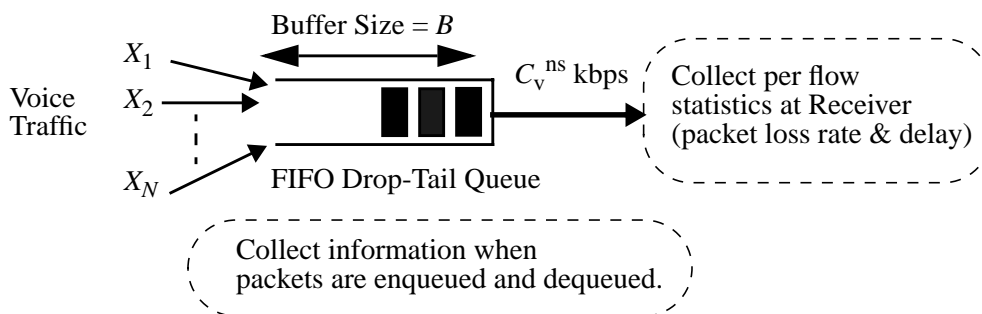 Buffer Size = B
X1
X2
XN
Voice
Traffic
Cvns kbps
FIFO Drop-Tail Queue
Collect per flow
statistics at Receiver
(packet loss rate & delay)
Collect information when
packets are enqueued and dequeued.